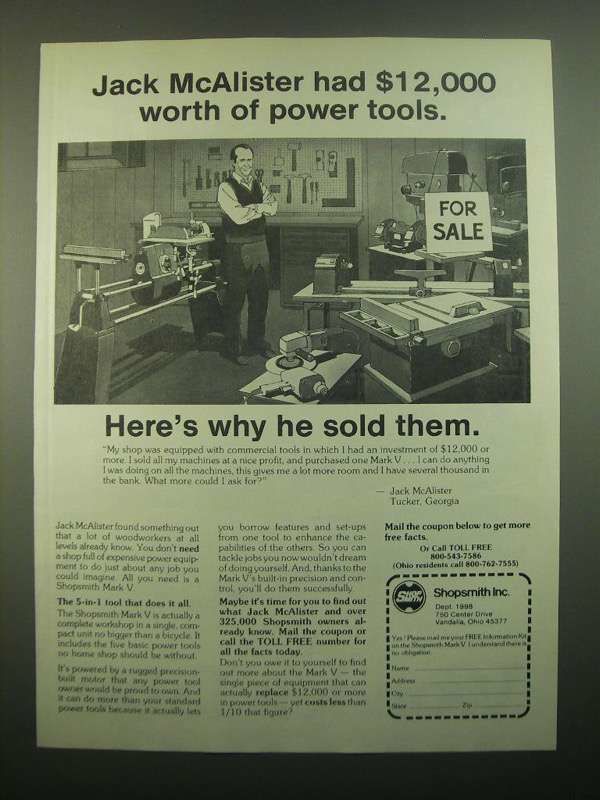 Jack McAlister had $12,000
worth of power tools.
FOR
SALE
Here's why he sold them.
"My shop was equipped with commercial tools in which I had an investment of $12,000 or
more. I sold all my machines at a nice profit, and purchased one Mark V . . . I can do anything
I was doing on all the machines, this gives me a lot more room and I have several thousand in
the bank. What more could I ask for?"
— Jack McAlister
Tucker, Georgia
Jack McAlister found something out
that a lot of woodworkers at all
levels already know. You don't need
a shop full of expensive power equip-
ment to do just about any job you
could imagine. All you need is a
Shopsmith Mark V.
The 5-in-1 tool that does it all.
The Shopsmith Mark V is actually a
complete workshop in a single, com-
pact unit no bigger than a bicycle. It
includes the five basic power tools
no home shop should be without.
It's powered by a rugged precision-
built motor that any power tool
owner would be proud to own. And
it can do more than your standard
power tools because it actually lets
you borrow features and set-ups
from one tool to enhance the ca-
pabilities of the others. So you can
tackle jobs you now wouldn't dream
of doing yourself. And, thanks to the
Mark V's built-in precision and con-
trol, you'll do them successfully.
Maybe it's time for you to find out
what Jack McAlister and over
325,000 Shopsmith owners al-
ready know. Mail the coupon or
call the TOLL FREE number for
all the facts today.
Don't you owe it to yourself to find
out more about the Mark V — the
single piece of equipment that can
actually replace $12,000 or more
in power tools — yet costs less than
1/10 that figure?
Mail the coupon below to get more
free facts.
Or Call TOLL FREE
800-543-7586
(Ohio residents call 800-762-7555)
Shopsmith Inc.
Dept. 1998
750 Center Drive
Vandalia, Ohio 45377
Yes! Please mail me your FREE Information Kit
on the Shopsmith Mark V. I understand there is
no obligation.
Name
Address
City
State Zip